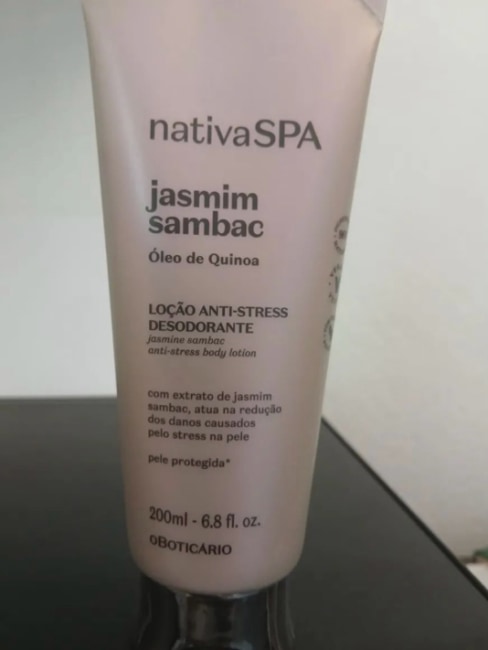 nativaSPA
jasmim
sambac
Óleo de Quinoa
LOÇÃO ANTI-STRESS
DESODORANTE
jasmine sambac
anti-stress body lotion
com extrato de jasmim
sambac, atua na redução
dos danos causados
pelo stress na pele
pele protegida*
200ml - 6.8 fl. oz.
oBOTICÁRIO